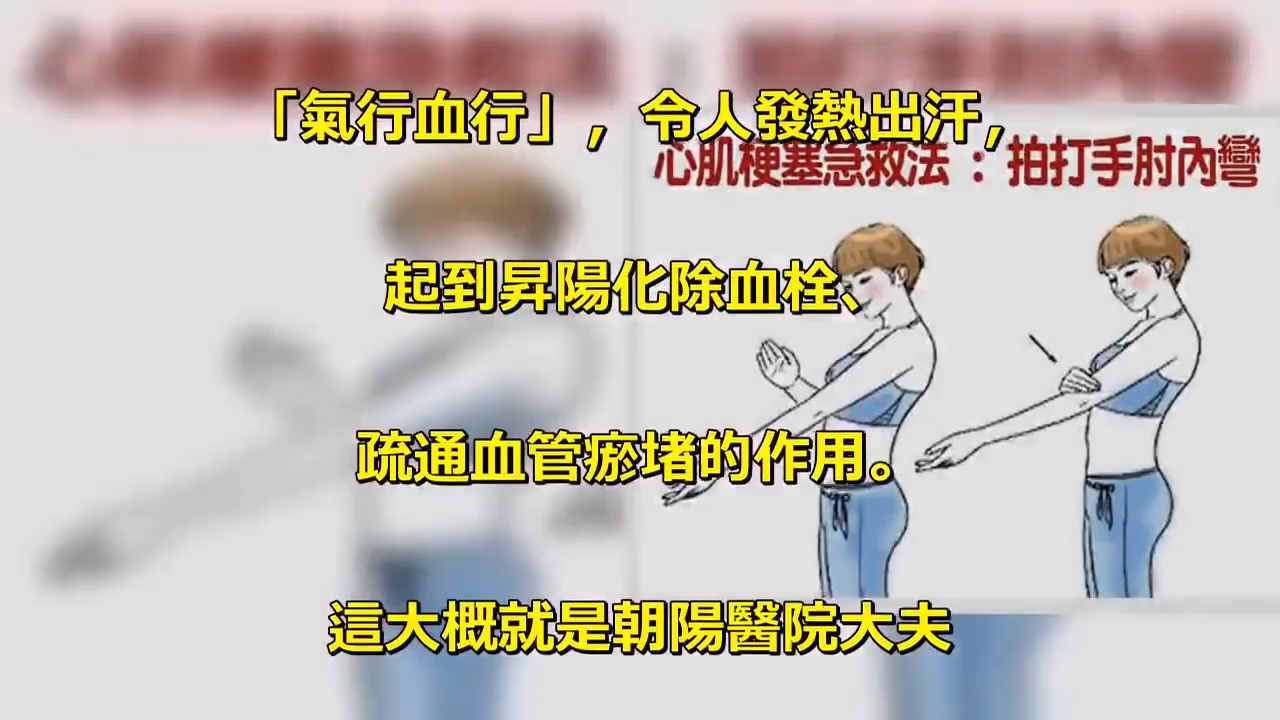 「氣行血行」，令人發熱出汗，
心肌梗塞急救法：拍打手肘內彎
起到昇陽化除血栓、
疏通血管瘀堵的作用。
這大概就是朝陽醫院大夫